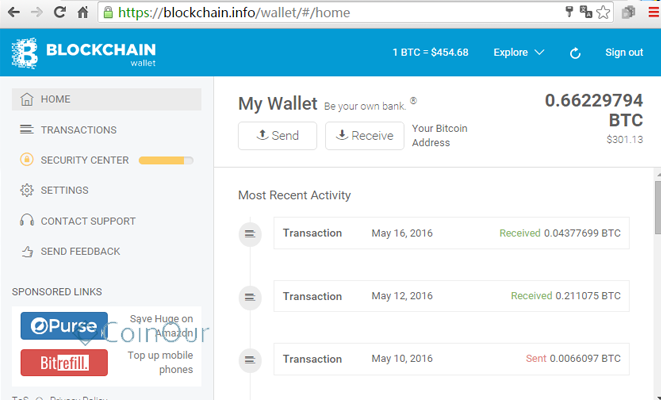 https://blockchain.info/wallet/#/home
BLOCKCHAIN
wallet
1 BTC = $454.68
Explore
Sign out
HOME
TRANSACTIONS
SECURITY CENTER
SETTINGS
CONTACT SUPPORT
SEND FEEDBACK
SPONSORED LINKS
Purse
Save Huge on
Amazon
CoinOur
Bitrefill.
Top up mobile
phones
ToS
Privacy Policy
My Wallet Be your own bank. ®
0.66229794
BTC
$301.13
Send
Receive
Your Bitcoin
Address
Most Recent Activity
Transaction May 16, 2016 Received 0.04377699 BTC
Transaction May 12, 2016 Received 0.211075 BTC
Transaction May 10, 2016 Sent 0.0066097 BTC